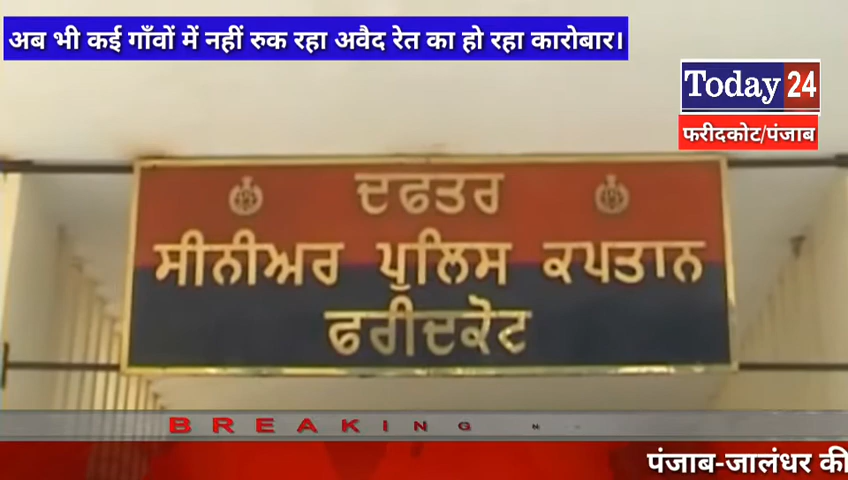 अब भी कई गाँवों में नहीं रुक रहा अवैद रेत का हो रहा कारोबार।
Today 24
फरीदकोट/पंजाब
ਦਫਤਰ
ਸੀਨੀਅਰ ਪੁਲਿਸ ਕਪਤਾਨ
ਫਰੀਦਕੋਟ
BREAKING N
पंजाब-जालंधर की